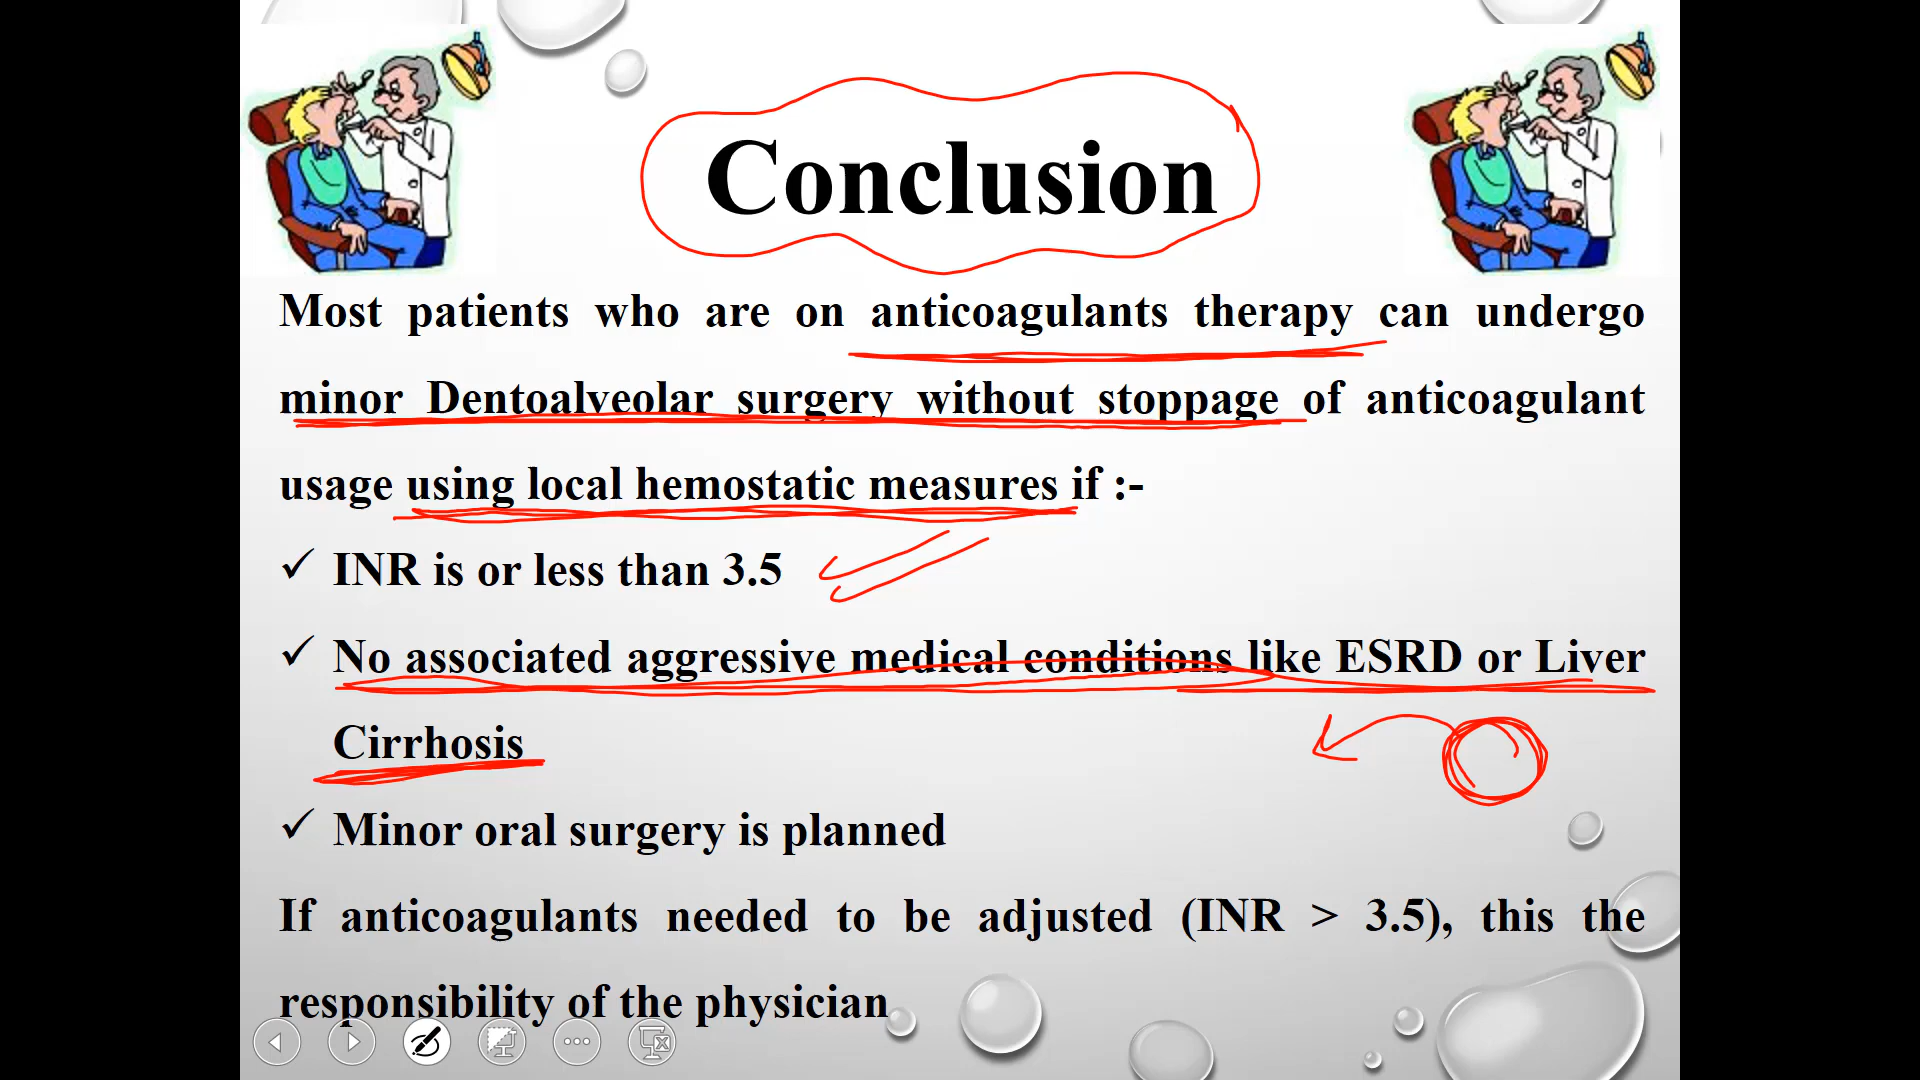 Conclusion
Most patients who are on anticoagulants therapy can undergo
minor Dentoalveolar surgery without stoppage of anticoagulant
usage using local hemostatic measures if :-
✓ INR is or less than 3.5
✓ No associated aggressive medical conditions like ESRD or Liver
Cirrhosis
✓ Minor oral surgery is planned
If anticoagulants needed to be adjusted (INR > 3.5), this the
responsibility of the physician